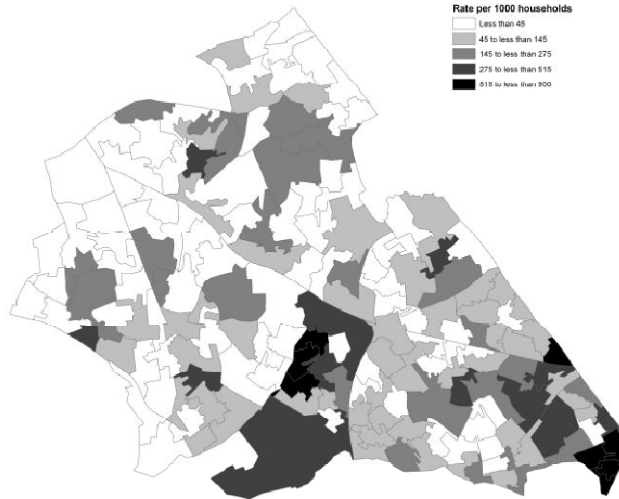 Rate per 1000 households
Less than 45
45 to less than 145
145 to less than 275
275 to less than 515
515 to less than 900